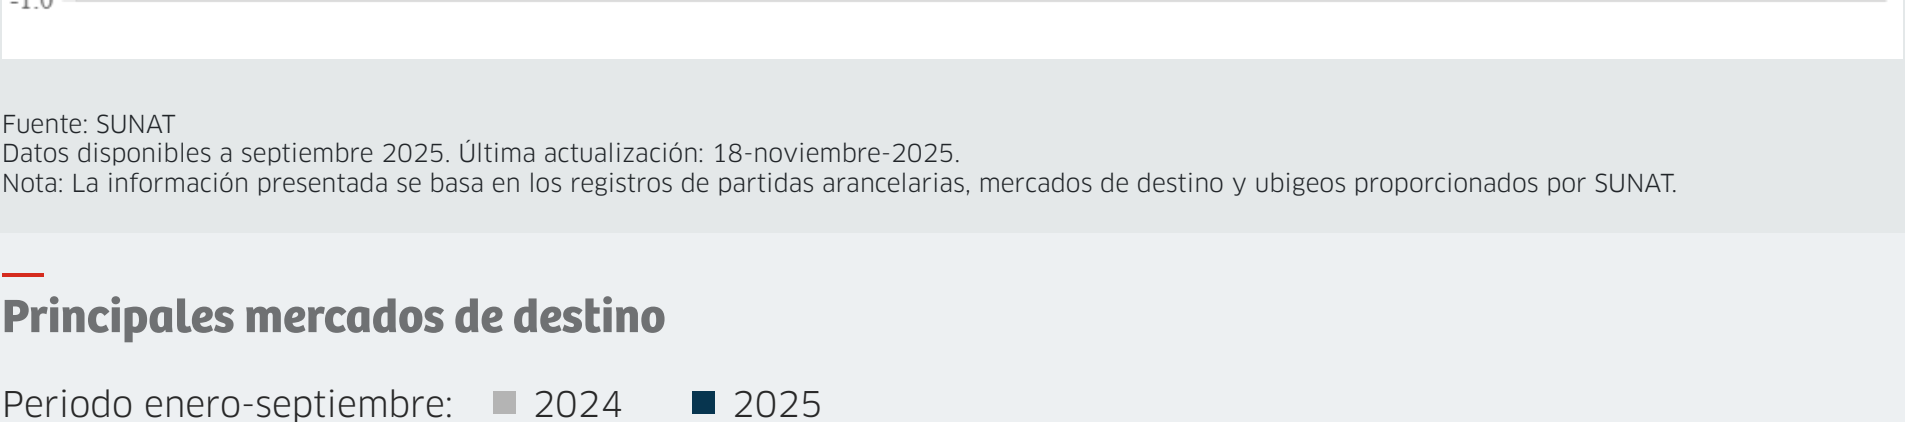 -1.0
Fuente: SUNAT
Datos disponibles a septiembre 2025. Última actualización: 18-noviembre-2025.
Nota: La información presentada se basa en los registros de partidas arancelarias, mercados de destino y ubigeos proporcionados por SUNAT.
Principales mercados de destino
Periodo enero-septiembre: 2024 2025